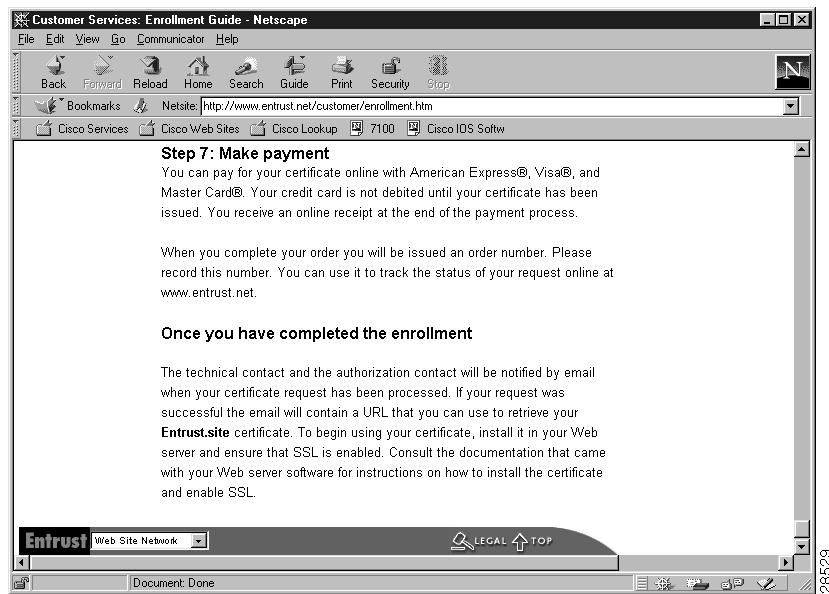 Customer Services: Enrollment Guide - Netscape
File Edit View Go Communicator Help
Back Forward Reload Home Search Guide Print Security Stop
N
Bookmarks Netsite: http://www.entrust.net/customer/enrollment.htm
Cisco Services Cisco Web Sites Cisco Lookup 7100 Cisco IOS Softw
Step 7: Make payment
You can pay for your certificate online with American Express®, Visa®, and
Master Card®. Your credit card is not debited until your certificate has been
issued. You receive an online receipt at the end of the payment process.
When you complete your order you will be issued an order number. Please
record this number. You can use it to track the status of your request online at
www.entrust.net.
Once you have completed the enrollment
The technical contact and the authorization contact will be notified by email
when your certificate request has been processed. If your request was
successful the email will contain a URL that you can use to retrieve your
Entrust.site certificate. To begin using your certificate, install it in your Web
server and ensure that SSL is enabled. Consult the documentation that came
with your Web server software for instructions on how to install the certificate
and enable SSL.
Entrust Web Site Network LEGAL TOP
Document: Done
28529